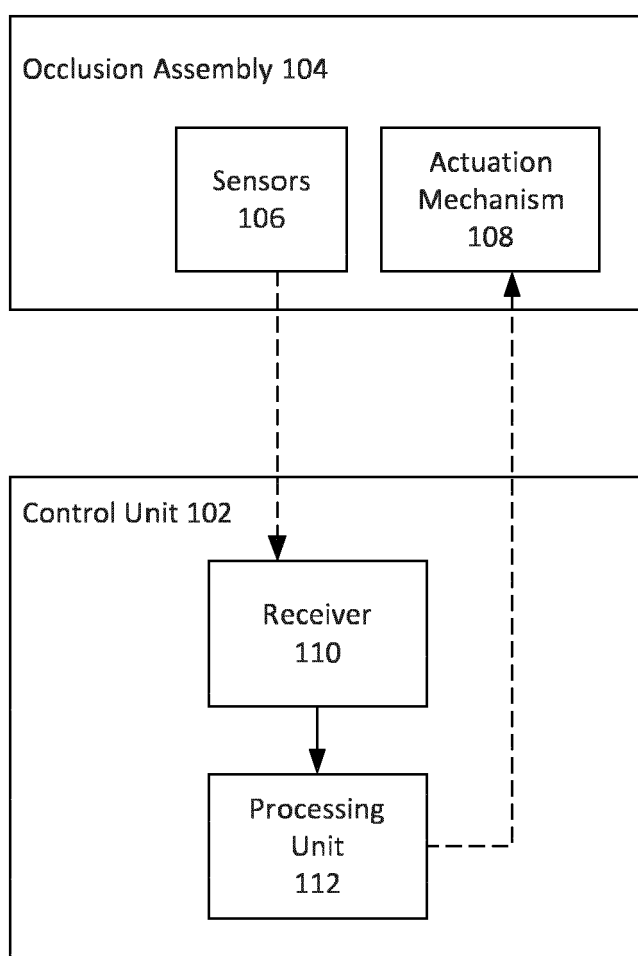 Occlusion Assembly 104
Sensors
106
Actuation
Mechanism
108
Control Unit 102
Receiver
110
Processing
Unit
112